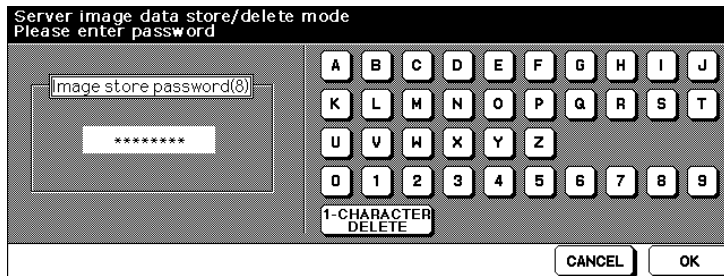 Server image data store/delete mode
Please enter password
Image store password(8)
********
A B C D E F G H I J
K L M N O P Q R S T
U V W X Y Z
0 1 2 3 4 5 6 7 8 9
1-CHARACTER
DELETE
CANCEL OK